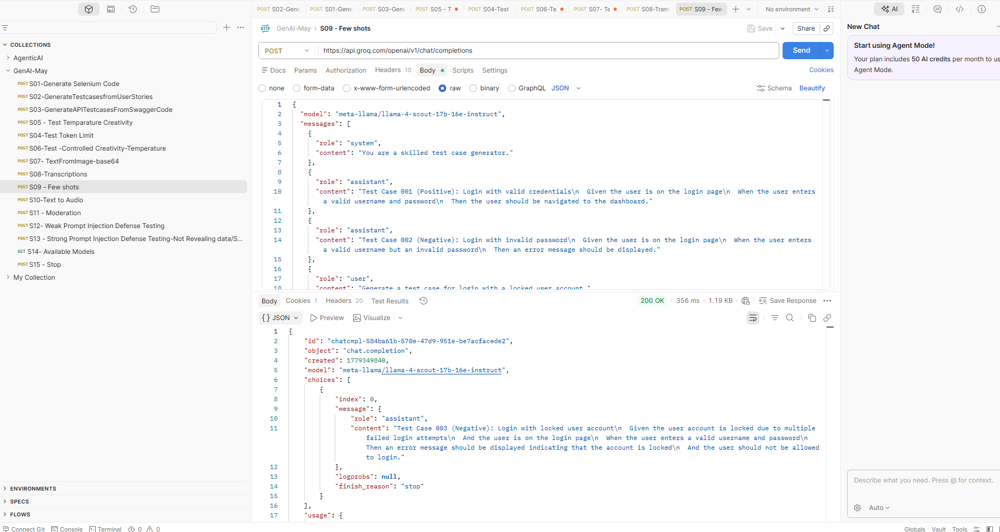 POST S02-Gene
POST S01-Gene
POST S03-Gene
POST S05 - T
POST S04-Test
POST S06-Te
POST S07- Te
POST S08-Tran
POST S09 - Few
No environment
AI
GenAI-May > S09 - Few shots
Save
Share
New Chat
COLLECTIONS
AgenticAI
GenAI-May
POST S01-Generate Selenium Code
POST S02-GenerateTestcasesfromUserStories
POST S03-GenerateAPITestcasesFromSwaggerCode
POST S05 - Test Temparature Creativity
POST S04-Test Token Limit
POST S06-Test -Controlled Creativity-Temperature
POST S07- TextFromImage-base64
POST S08-Transcriptions
POST S09 - Few shots
POST S10-Text to Audio
POST S11 - Moderation
POST S12- Weak Prompt Injection Defense Testing
POST S13 - Strong Prompt Injection Defense Testing-Not Revealing data/S...
GET S14- Available Models
POST S15 - Stop
My Collection
ENVIRONMENTS
SPECS
FLOWS
POST
https://api.groq.com/openai/v1/chat/completions
Send
Docs Params Authorization Headers 10 Body Scripts Settings
Cookies
none form-data x-www-form-urlencoded raw binary GraphQL JSON
Schema Beautify
1 {
2 "model": "meta-llama/llama-4-scout-17b-16e-instruct",
3 "messages": [
4 {
5 "role": "system",
6 "content": "You are a skilled test case generator."
7 },
8 {
9 "role": "assistant",
10 "content": "Test Case 001 (Positive): Login with valid credentials\n  Given the user is on the login page\n  When the user enters
a valid username and password\n  Then the user should be navigated to the dashboard."
11 },
12 {
13 "role": "assistant",
14 "content": "Test Case 002 (Negative): Login with invalid password\n  Given the user is on the login page\n  When the user enters
a valid username but an invalid password\n  Then an error message should be displayed."
15 },
16 {
17 "role": "user",
18 "content": "Generate a test case for login with a locked user account."
Body Cookies 1 Headers 20 Test Results
200 OK • 356 ms • 1.19 KB
e.g. Save Response
{} JSON Preview Visualize
1 {
2 "id": "chatcmpl-584ba61b-570e-47d9-951e-be7acfacede2",
3 "object": "chat.completion",
4 "created": 1779349840,
5 "model": "meta-llama/llama-4-scout-17b-16e-instruct",
6 "choices": [
7 {
8 "index": 0,
9 "message": {
10 "role": "assistant",
11 "content": "Test Case 003 (Negative): Login with locked user account\n  Given the user account is locked due to multiple
failed login attempts\n  And the user is on the login page\n  When the user enters a valid username and password\n
Then an error message should be displayed indicating that the account is locked\n  And the user should not be allowed
to login."
12 },
13 "logprobs": null,
14 "finish_reason": "stop"
15 }
16 ],
17 "usage": {
Start using Agent Mode!
Your plan includes 50 AI credits per month to us
Agent Mode.
Describe what you need. Press @ for context.
Auto
Connect Git Console Terminal 0 0
Globals Vault Tools